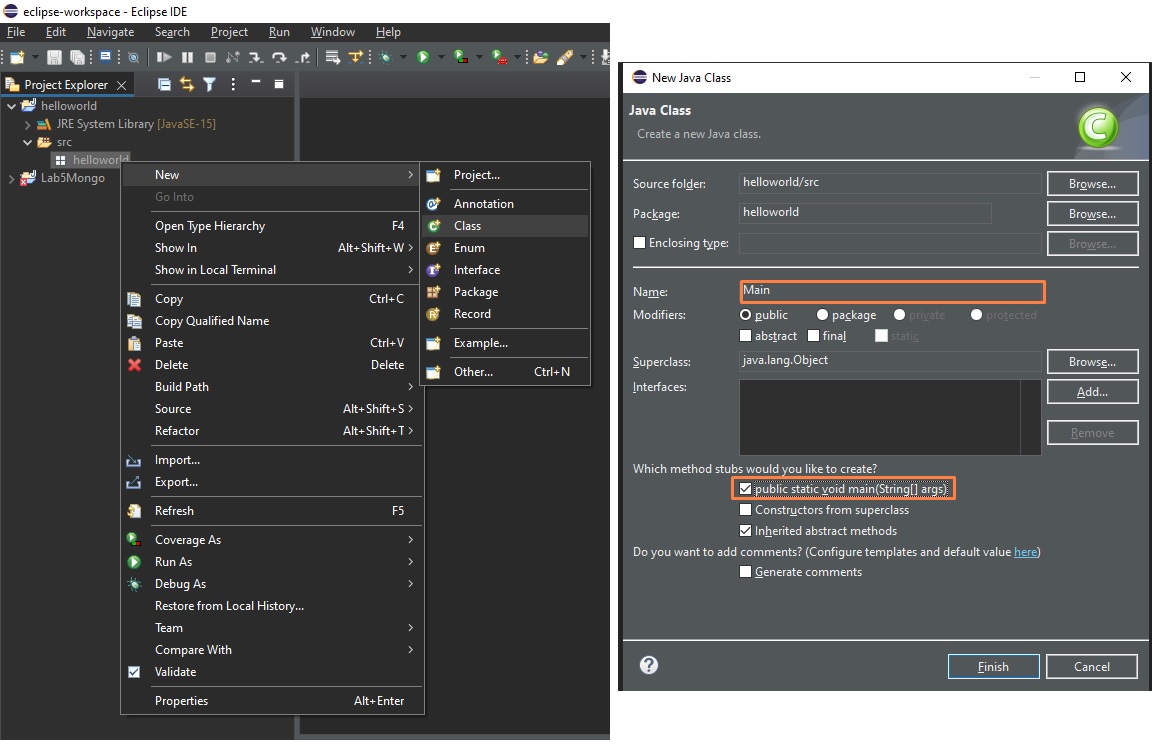 eclipse-workspace - Eclipse IDE
File Edit Navigate Search Project Run Window Help
Project Explorer
helloworld
JRE System Library [JavaSE-15]
src
helloworld
Lab5Mongo
New
Go Into
Open Type Hierarchy F4
Show In Alt+Shift+W
Show in Local Terminal
Copy Ctrl+C
Copy Qualified Name
Paste Ctrl+V
Delete Delete
Build Path
Source Alt+Shift+S
Refactor Alt+Shift+T
Import...
Export...
Refresh F5
Coverage As
Run As
Debug As
Restore from Local History...
Team
Compare With
Validate
Properties Alt+Enter
Project...
Annotation
Class
Enum
Interface
Package
Record
Example...
Other... Ctrl+N
New Java Class
Java Class
Create a new Java class.
Source folder: helloworld/src Browse...
Package: helloworld Browse...
Enclosing type: Browse...
Name: Main
Modifiers: public package private protected
abstract final static
Superclass: java.lang.Object Browse...
Interfaces: Add...
Remove
Which method stubs would you like to create?
public static void main(String[] args)
Constructors from superclass
Inherited abstract methods
Do you want to add comments? (Configure templates and default value here)
Generate comments
Finish Cancel